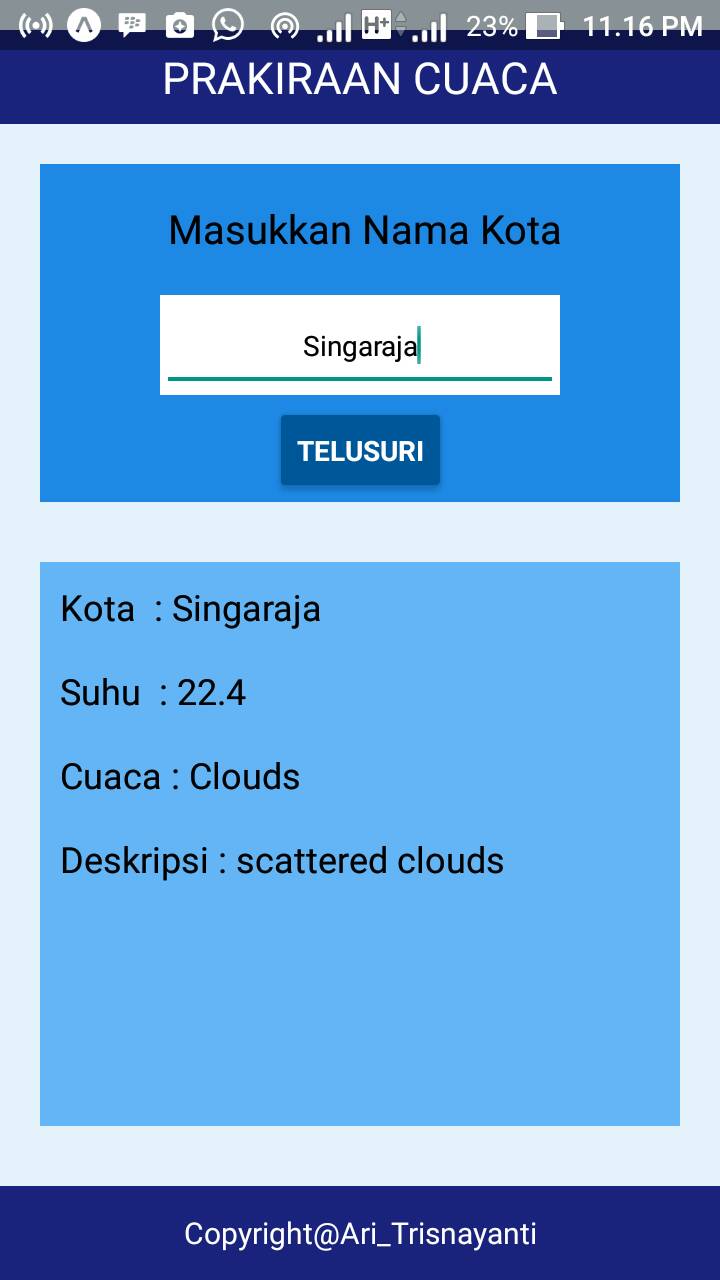 H+ 23% 11.16 PM
PRAKIRAAN CUACA
Masukkan Nama Kota
Singaraja
TELUSURI
Kota : Singaraja
Suhu : 22.4
Cuaca : Clouds
Deskripsi : scattered clouds
Copyright@Ari_Trisnayanti